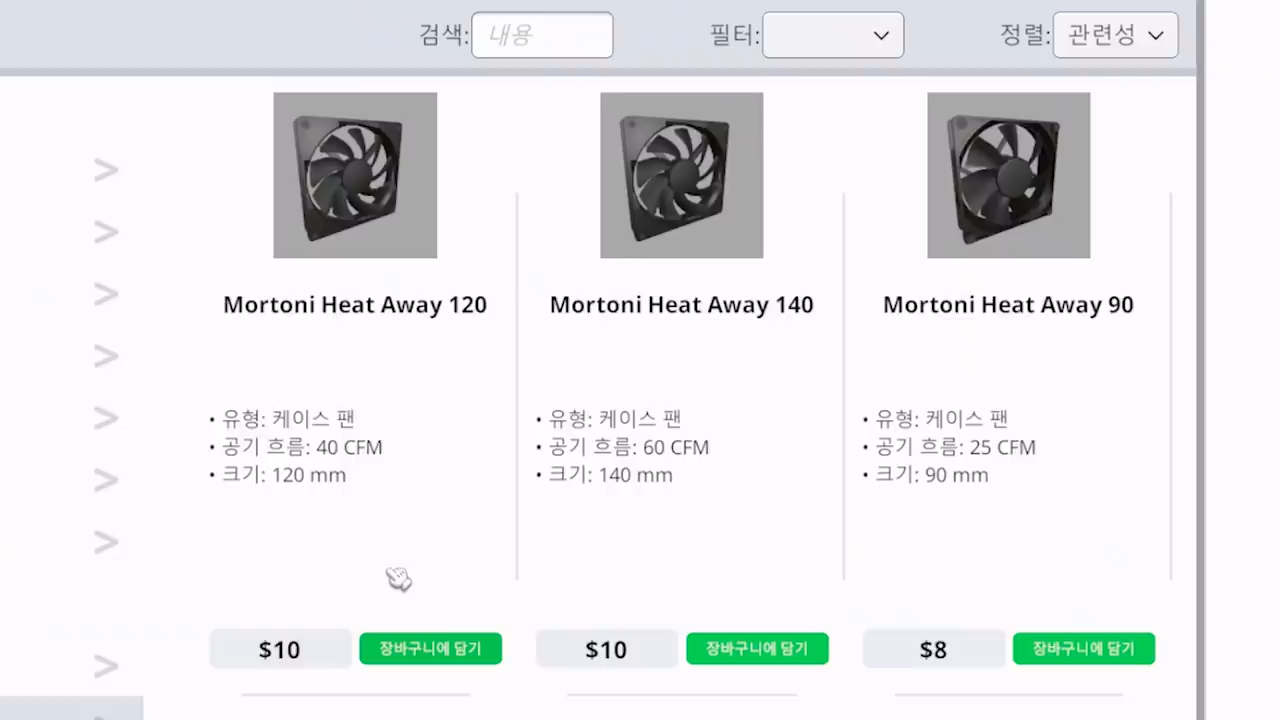 검색: 내용 필터: 정렬: 관련성
Mortoni Heat Away 120
• 유형: 케이스 팬
• 공기 흐름: 40 CFM
• 크기: 120 mm
$10 장바구니에 담기
Mortoni Heat Away 140
• 유형: 케이스 팬
• 공기 흐름: 60 CFM
• 크기: 140 mm
$10 장바구니에 담기
Mortoni Heat Away 90
• 유형: 케이스 팬
• 공기 흐름: 25 CFM
• 크기: 90 mm
$8 장바구니에 담기